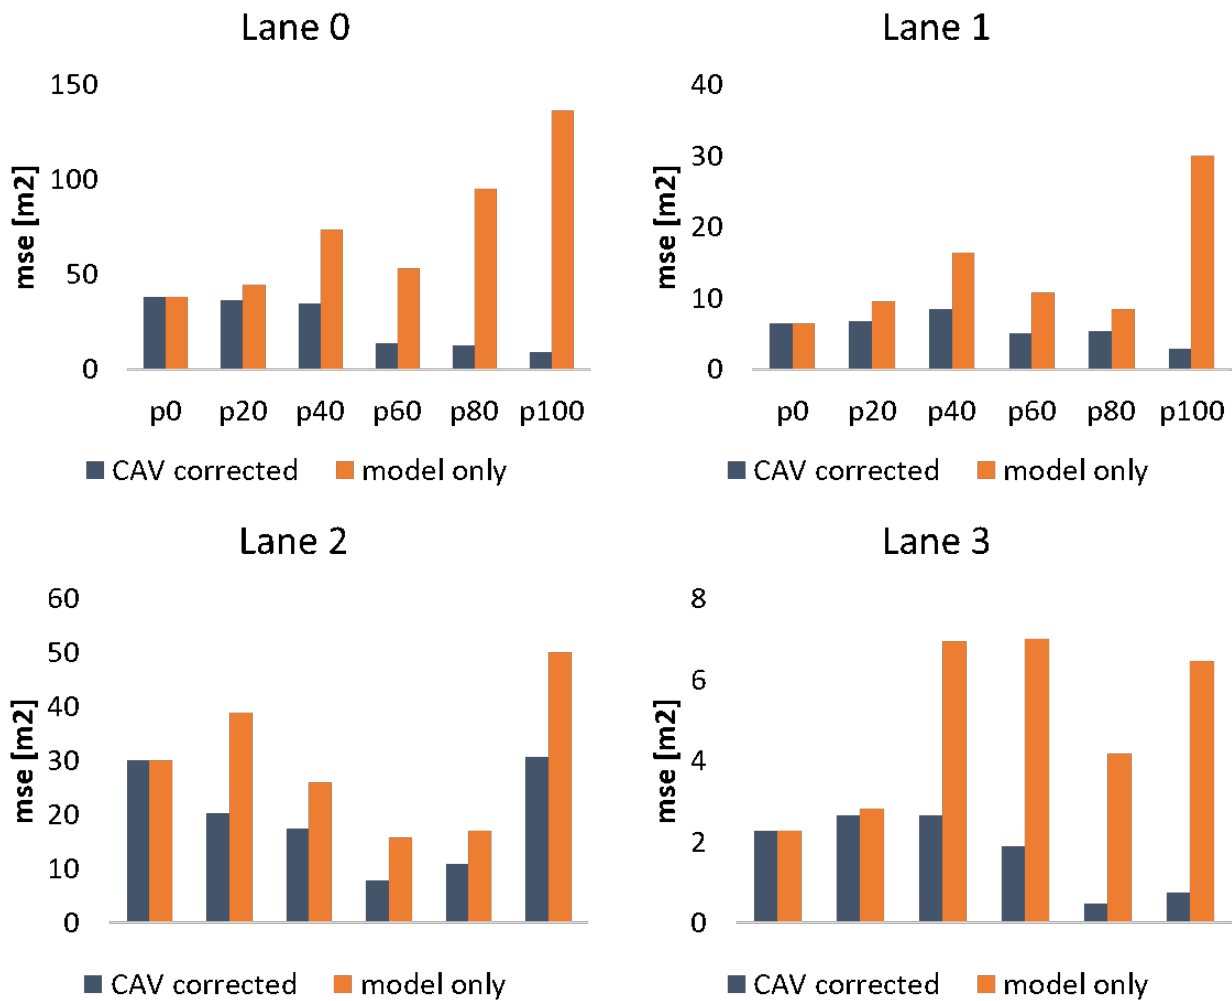 Lane 0
150
100
50
0
mse [m2]
p0 p20 p40 p60 p80 p100
CAV corrected model only
Lane 1
40
30
20
10
0
mse [m2]
p0 p20 p40 p60 p80 p100
CAV corrected model only
Lane 2
60
50
40
30
20
10
0
mse [m2]
CAV corrected model only
Lane 3
8
6
4
2
0
mse [m2]
CAV corrected model only